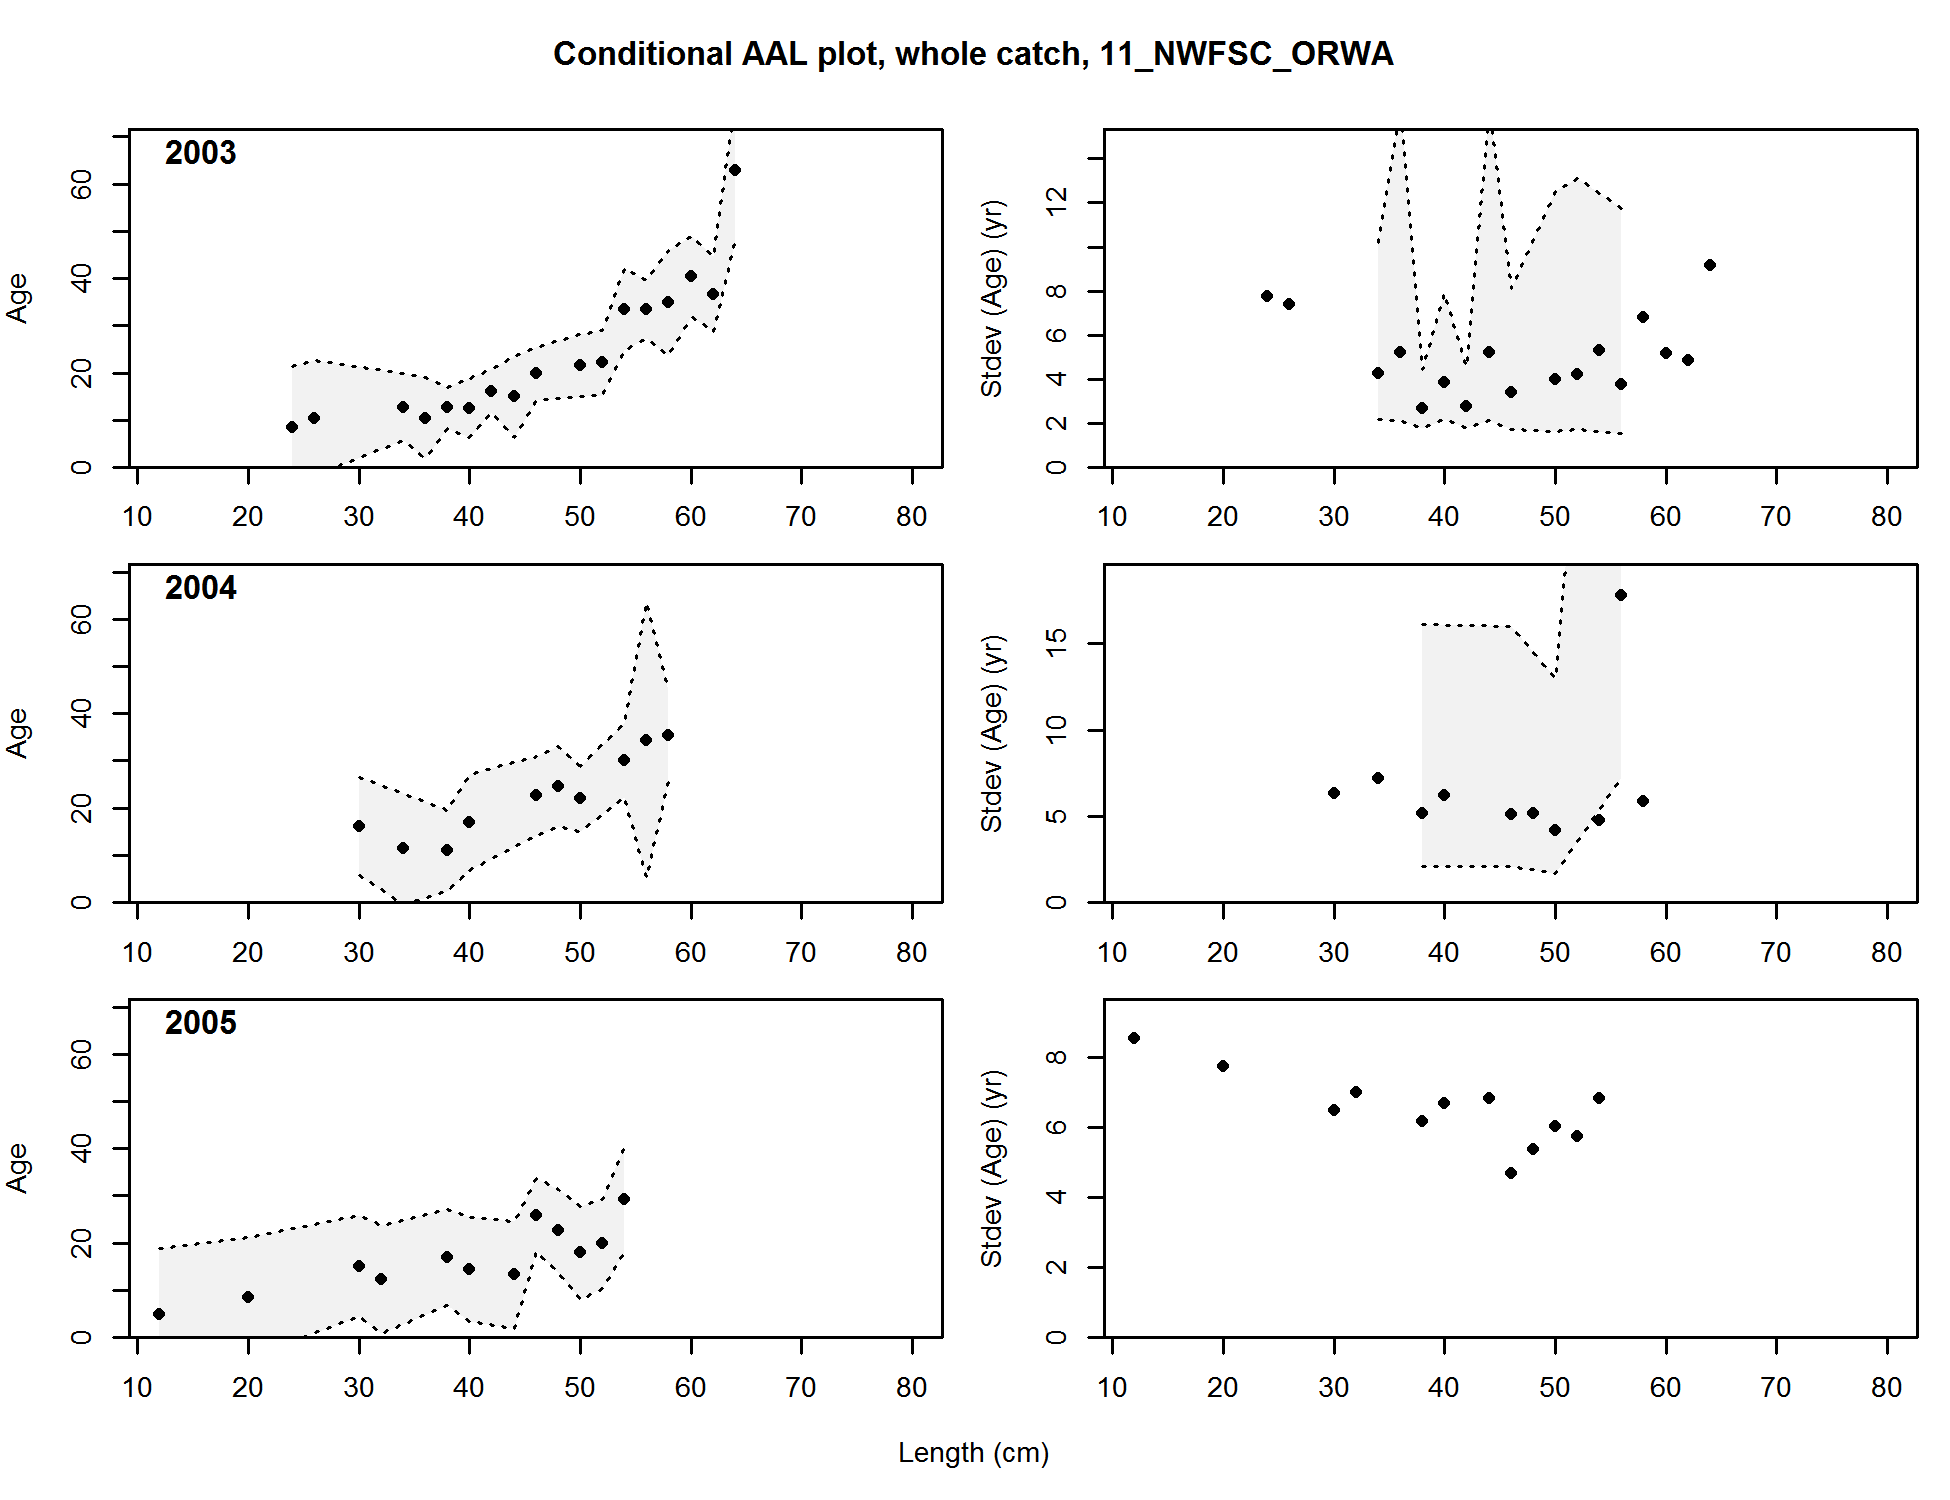 Conditional AAL plot, whole catch, 11_NWFSC_ORWA
2003
Age
0 20 40 60
10 20 30 40 50 60 70 80
Stdev (Age) (yr)
0 2 4 6 8 12
10 20 30 40 50 60 70 80
2004
Age
0 20 40 60
10 20 30 40 50 60 70 80
Stdev (Age) (yr)
0 5 10 15
10 20 30 40 50 60 70 80
2005
Age
0 20 40 60
10 20 30 40 50 60 70 80
Stdev (Age) (yr)
0 2 4 6 8
10 20 30 40 50 60 70 80
Length (cm)